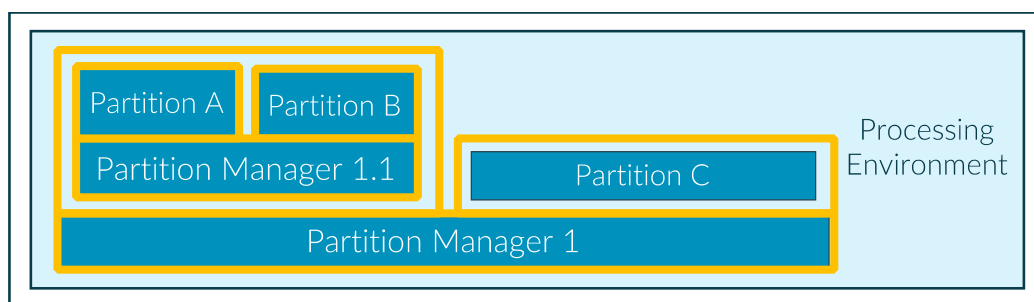 Partition A
Partition B
Partition Manager 1.1
Partition C
Partition Manager 1
Processing
Environment